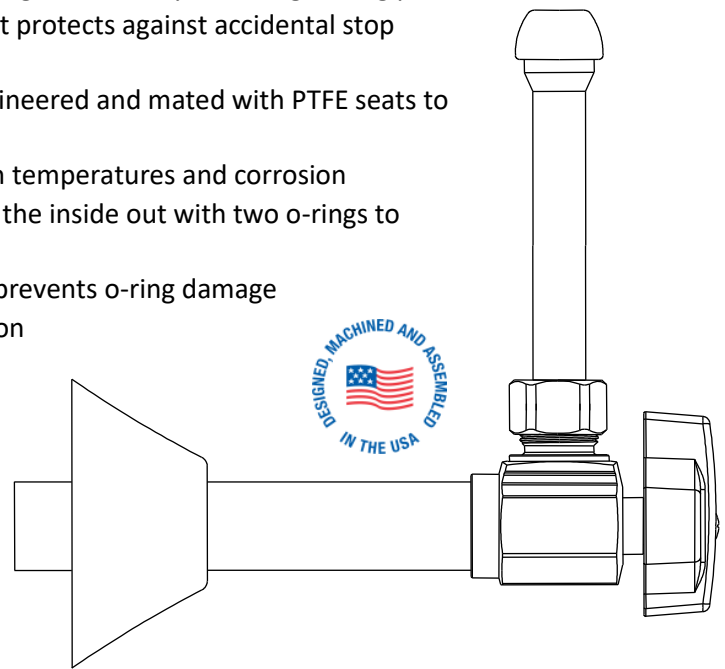 t protects against accidental stop
ineered and mated with PTFE seats to
temperatures and corrosion
the inside out with two o-rings to
prevents o-ring damage
on
DESIGNED, MACHINED AND ASSEMBLED
IN THE USA